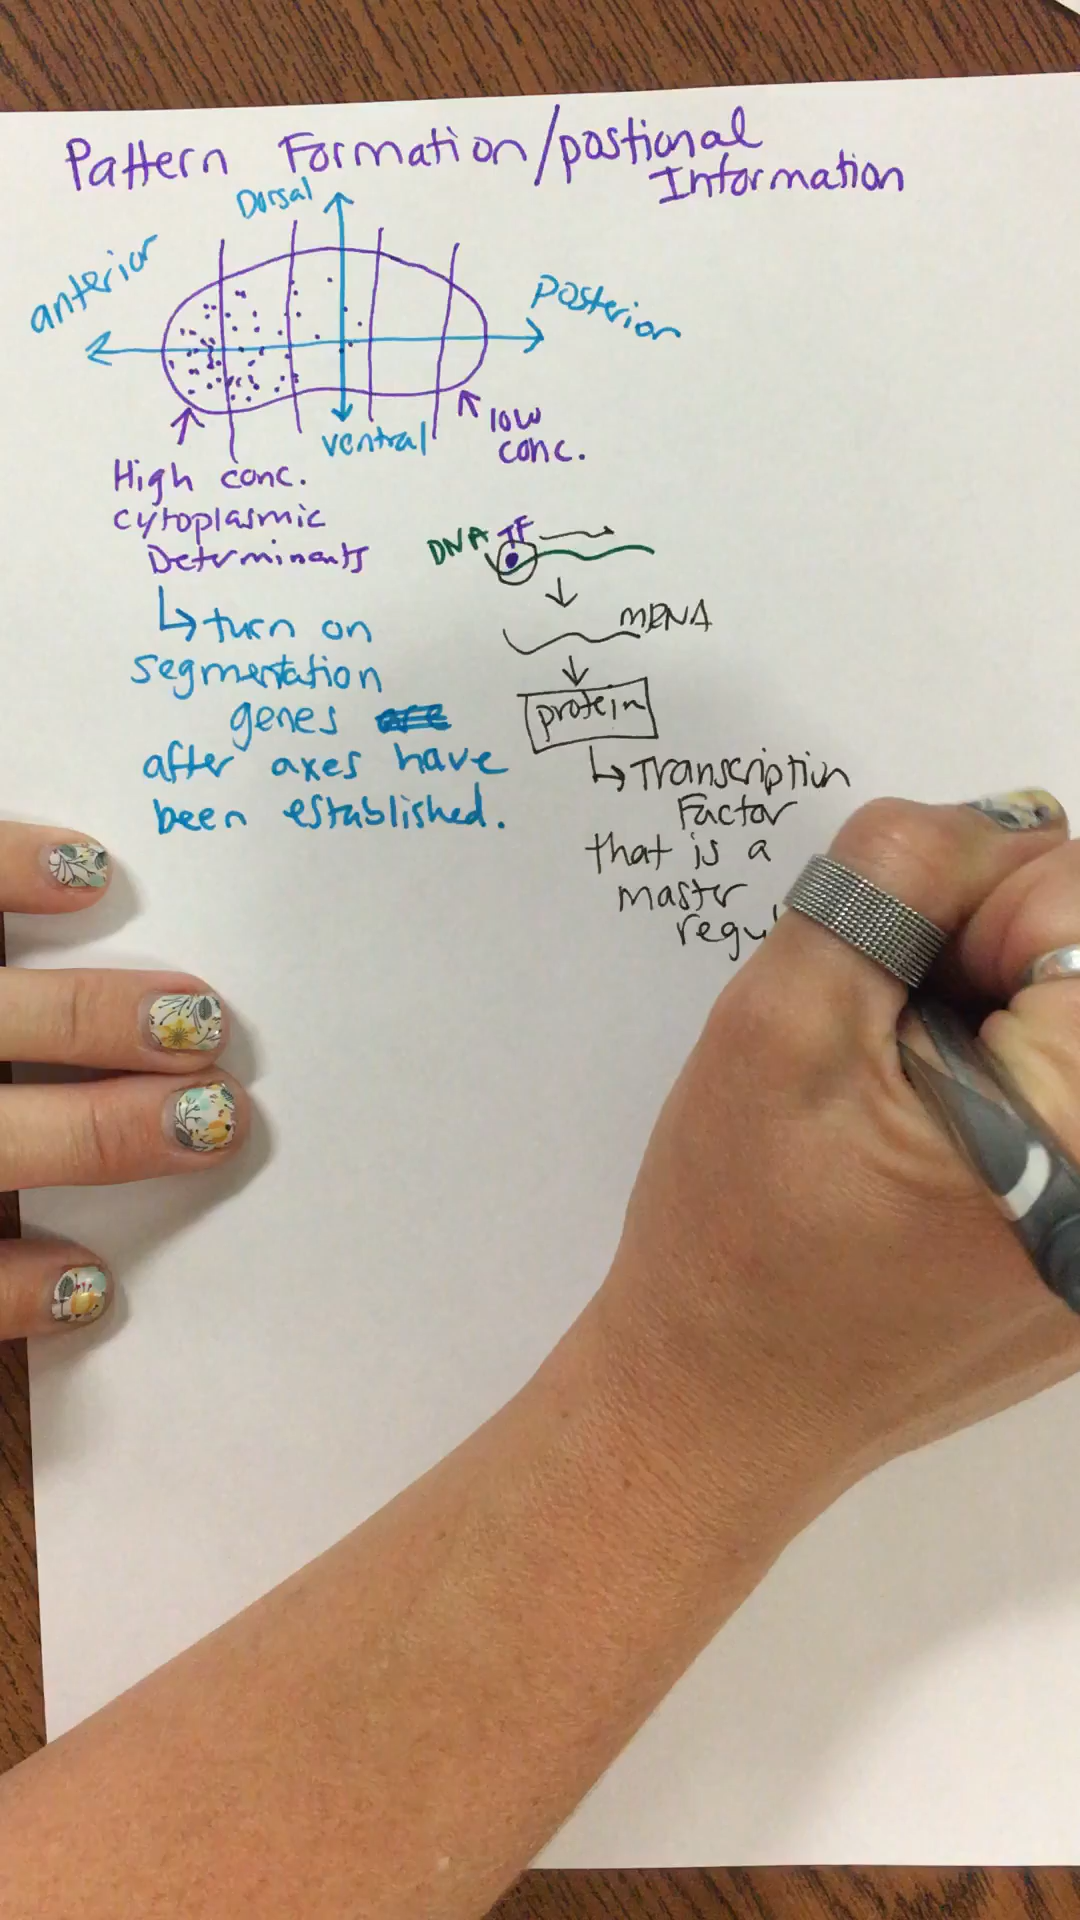 Pattern Formation/postional
Information
Dorsal
anterior
Posterior
ventral
low
conc.
High conc.
cytoplasmic
Determinants
↳ turn on
segmentation
genes
after axes have
been established.
DNA TF
mRNA
protein
↳ Transcription
Factor
that is a
master
regul